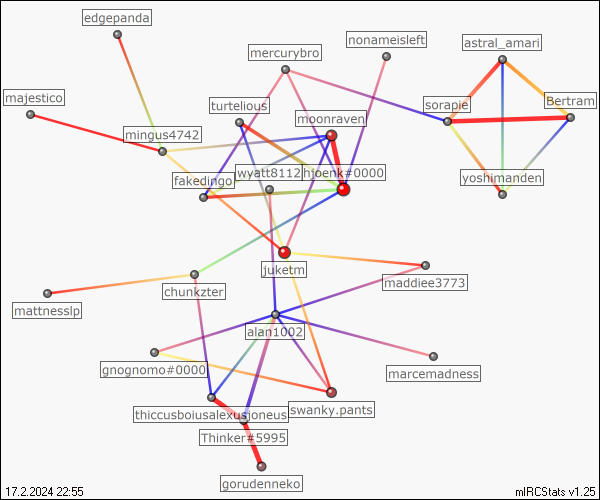 edgepanda
nonameisleft
astral_amari
mercurybro
majestico
turtelious
sorapie
Bertram
moonraven
mingus4742
wyatt8112
hjoenk#0000
fakedingo
yoshimanden
juketm
maddiee3773
chunkzter
mattnesslp
alan1002
gnognomo#0000
marcemadness
thiccusboiusalexusjoneus
swanky.pants
Thinker#5995
gorudenneko
17.2.2024 22:55
mIRCStats v1.25